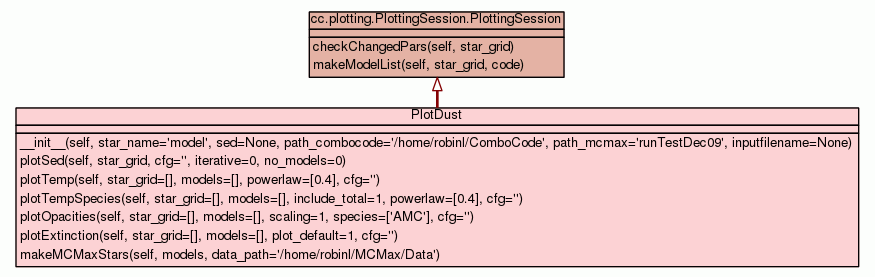 cc.plotting.PlottingSession.PlottingSession
checkChangedPars(self, star_grid)
makeModelList(self, star_grid, code)
PlotDust
__init__(self, star_name='model', sed=None, path_combocode='/home/robinl/ComboCode', path_mcmax='runTestDec09', inputfilename=None)
plotSed(self, star_grid, cfg='', iterative=0, no_models=0)
plotTemp(self, star_grid=[], models=[], powerlaw=[0.4], cfg='')
plotTempSpecies(self, star_grid=[], models=[], include_total=1, powerlaw=[0.4], cfg='')
plotOpacities(self, star_grid=[], models=[], scaling=1, species=['AMC'], cfg='')
plotExtinction(self, star_grid=[], models=[], plot_default=1, cfg='')
makeMCMaxStars(self, models, data_path='/home/robinl/MCMax/Data')